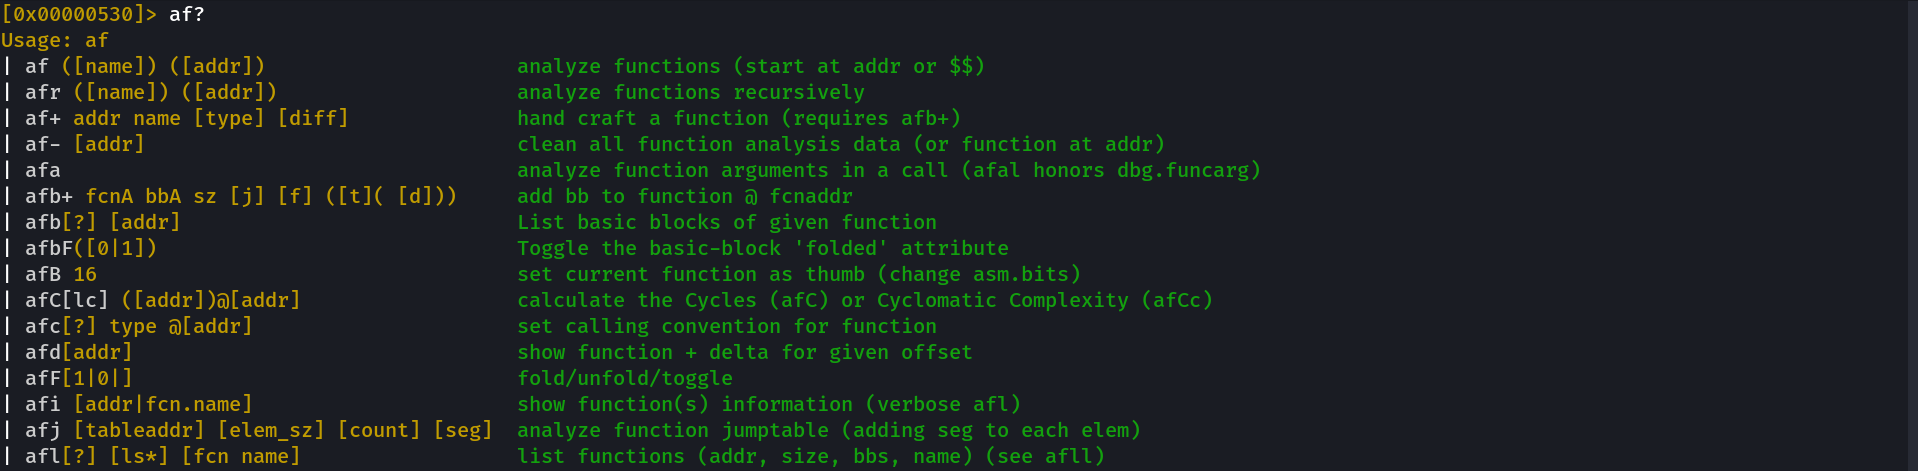 [0x00000530]> af?
Usage: af
| af ([name]) ([addr])                  analyze functions (start at addr or $$)
| afr ([name]) ([addr])                 analyze functions recursively
| af+ addr name [type] [diff]           hand craft a function (requires afb+)
| af- [addr]                            clean all function analysis data (or function at addr)
| afa                                   analyze function arguments in a call (afal honors dbg.funcarg)
| afb+ fcnA bbA sz [j] [f] ([t]( [d]))  add bb to function @ fcnaddr
| afb[?] [addr]                         List basic blocks of given function
| afbF([0|1])                           Toggle the basic-block 'folded' attribute
| afB 16                                set current function as thumb (change asm.bits)
| afC[lc] ([addr])@[addr]               calculate the Cycles (afC) or Cyclomatic Complexity (afCc)
| afc[?] type @[addr]                   set calling convention for function
| afd[addr]                             show function + delta for given offset
| afF[1|0|]                             fold/unfold/toggle
| afi [addr|fcn.name]                   show function(s) information (verbose afl)
| afj [tableaddr] [elem_sz] [count] [seg]  analyze function jumptable (adding seg to each elem)
| afl[?] [ls*] [fcn name]               list functions (addr, size, bbs, name) (see afll)